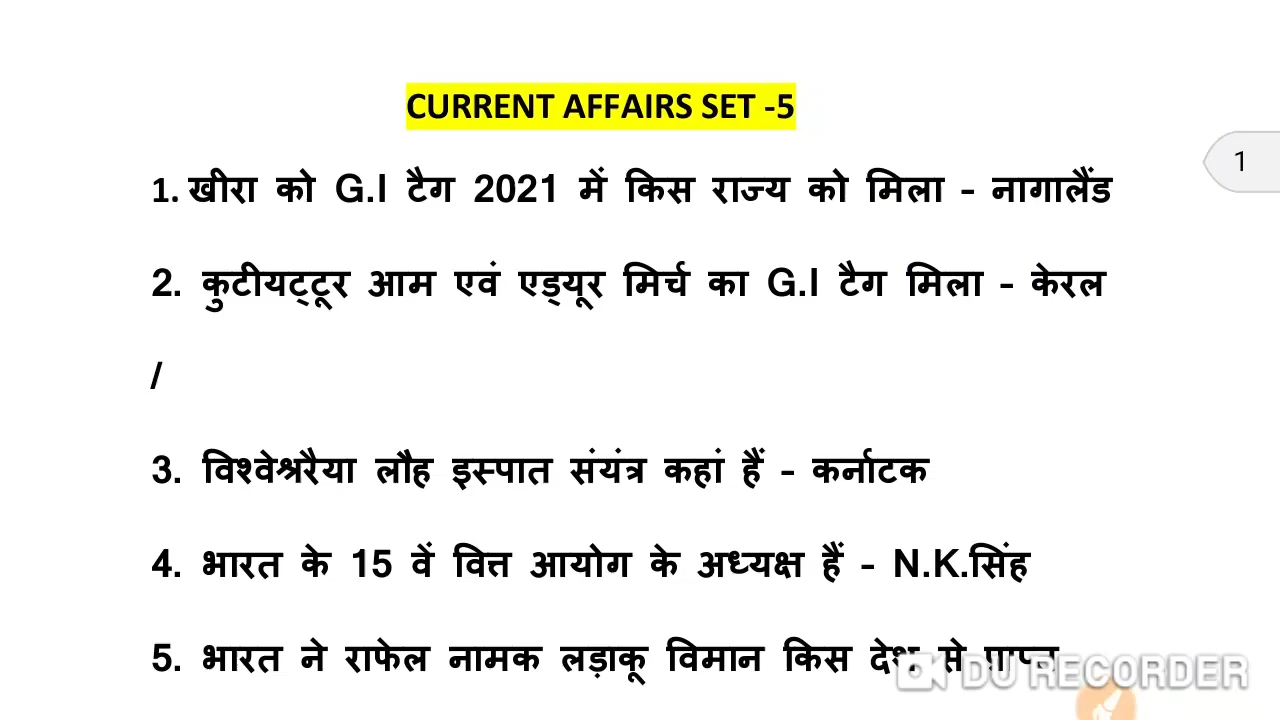 CURRENT AFFAIRS SET -5
1
1. खीरा को G.I टैग 2021 में किस राज्य को मिला – नागालैंड
2. कुटीयट्टूर आम एवं एड्यूर मिर्च का G.I टैग मिला – केरल
/
3. विश्वेश्ररैया लौह इस्पात संयंत्र कहां हैं – कर्नाटक
4. भारत के 15 वें वित्त आयोग के अध्यक्ष हैं – N.K.सिंह
5. भारत ने राफेल नामक लड़ाकू विमान किस देश से प्राप्त
DU RECORDER